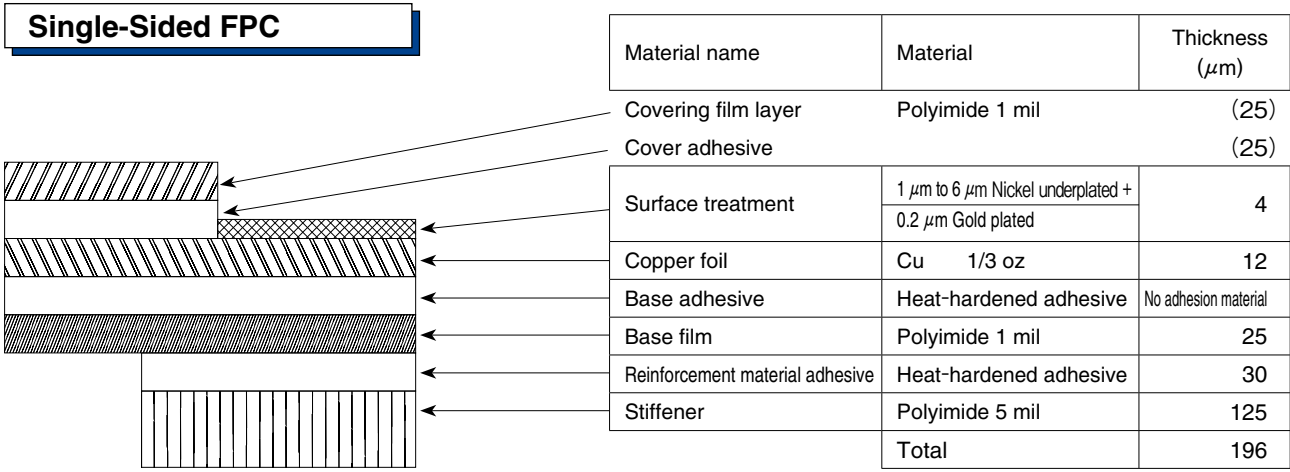 Single-Sided FPC
Material name Material Thickness (μm)
Covering film layer Polyimide 1 mil (25)
Cover adhesive (25)
Surface treatment 1 μm to 6 μm Nickel underplated + 0.2 μm Gold plated 4
Copper foil Cu 1/3 oz 12
Base adhesive Heat-hardened adhesive No adhesion material
Base film Polyimide 1 mil 25
Reinforcement material adhesive Heat-hardened adhesive 30
Stiffener Polyimide 5 mil 125
Total 196